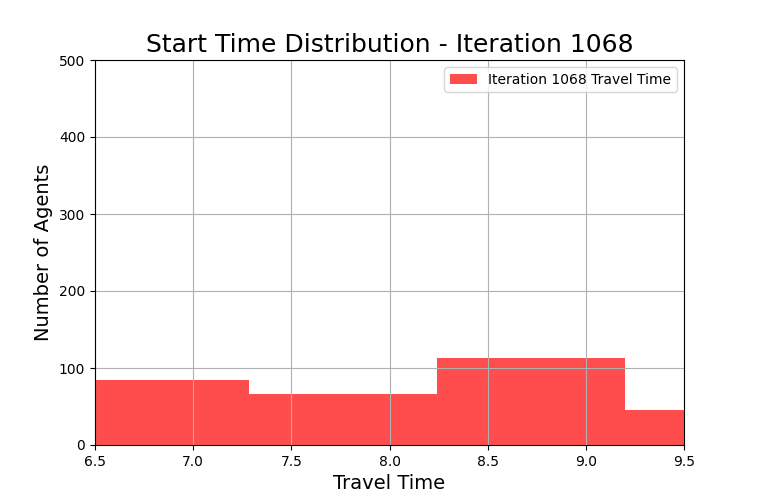 Start Time Distribution - Iteration 1068
500
Iteration 1068 Travel Time
400
300
200
100
0
Number of Agents
6.5 7.0 7.5 8.0 8.5 9.0 9.5
Travel Time